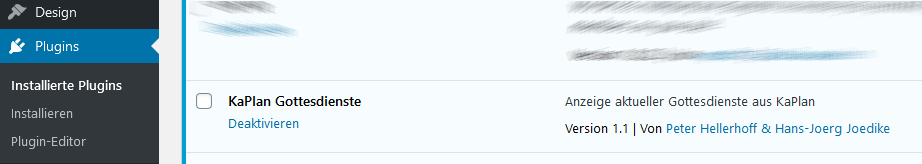 Design
Plugins
Installierte Plugins
Installieren
Plugin-Editor
KaPlan Gottesdienste
Deaktivieren
Anzeige aktueller Gottesdienste aus KaPlan
Version 1.1 | Von Peter Hellerhoff & Hans-Joerg Joedike